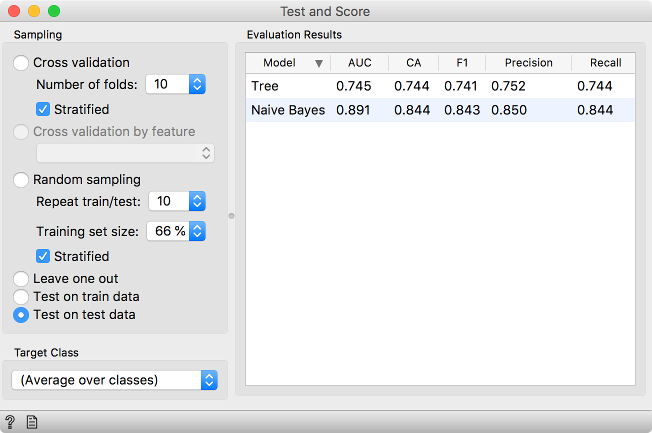 Test and Score
Sampling
Cross validation
Number of folds: 10
Stratified
Cross validation by feature
Random sampling
Repeat train/test: 10
Training set size: 66 %
Stratified
Leave one out
Test on train data
Test on test data
Target Class
(Average over classes)
Evaluation Results
Model AUC CA F1 Precision Recall
Tree 0.745 0.744 0.741 0.752 0.744
Naive Bayes 0.891 0.844 0.843 0.850 0.844
?